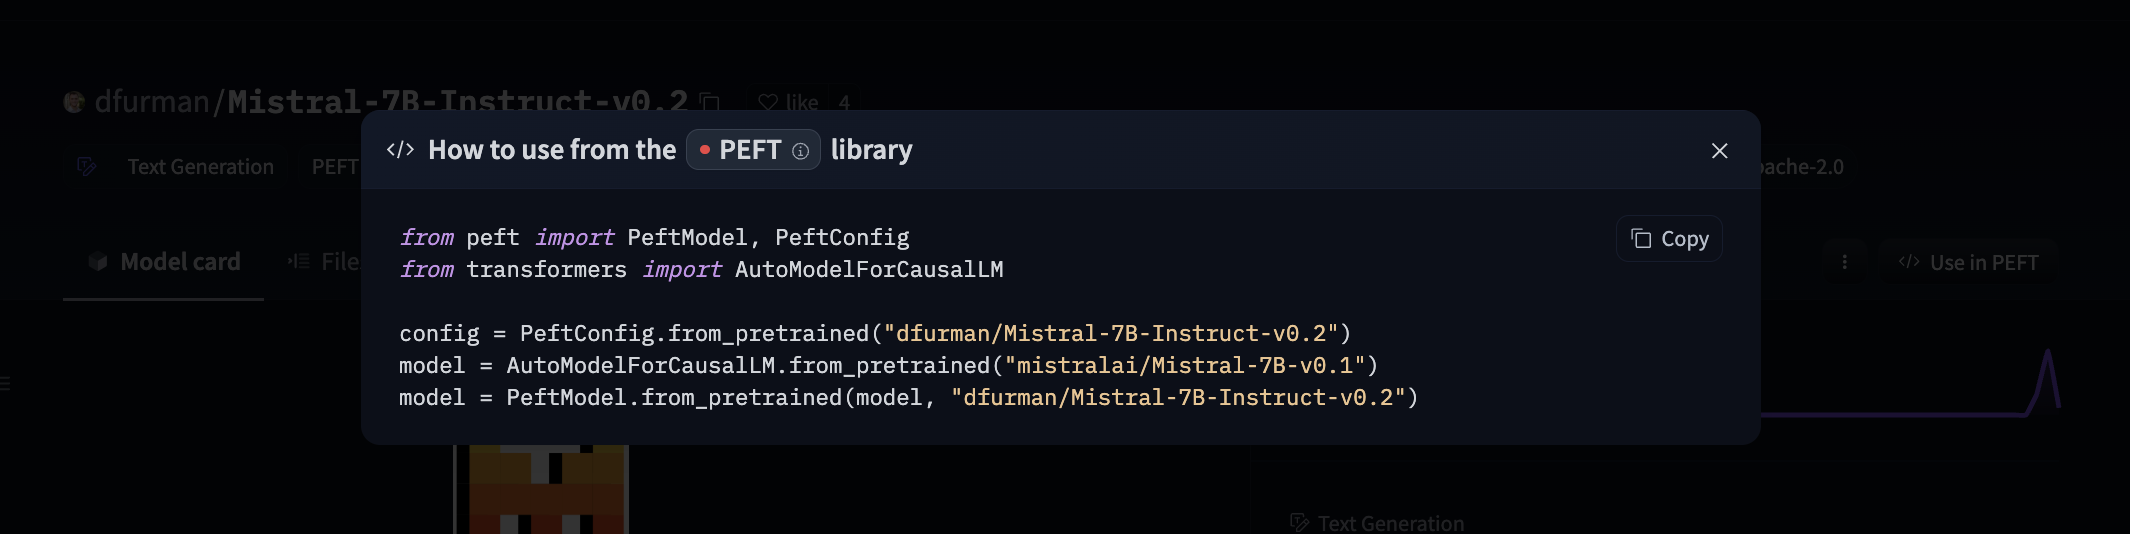 dfurman/Mistral-7B-Instruct-v0.2 like 4
</> How to use from the PEFT library
Text Generation PEFT
pache-2.0
from peft import PeftModel, PeftConfig
from transformers import AutoModelForCausalLM
Copy
Model card File
</> Use in PEFT
config = PeftConfig.from_pretrained("dfurman/Mistral-7B-Instruct-v0.2")
model = AutoModelForCausalLM.from_pretrained("mistralai/Mistral-7B-v0.1")
model = PeftModel.from_pretrained(model, "dfurman/Mistral-7B-Instruct-v0.2")
Text Generation